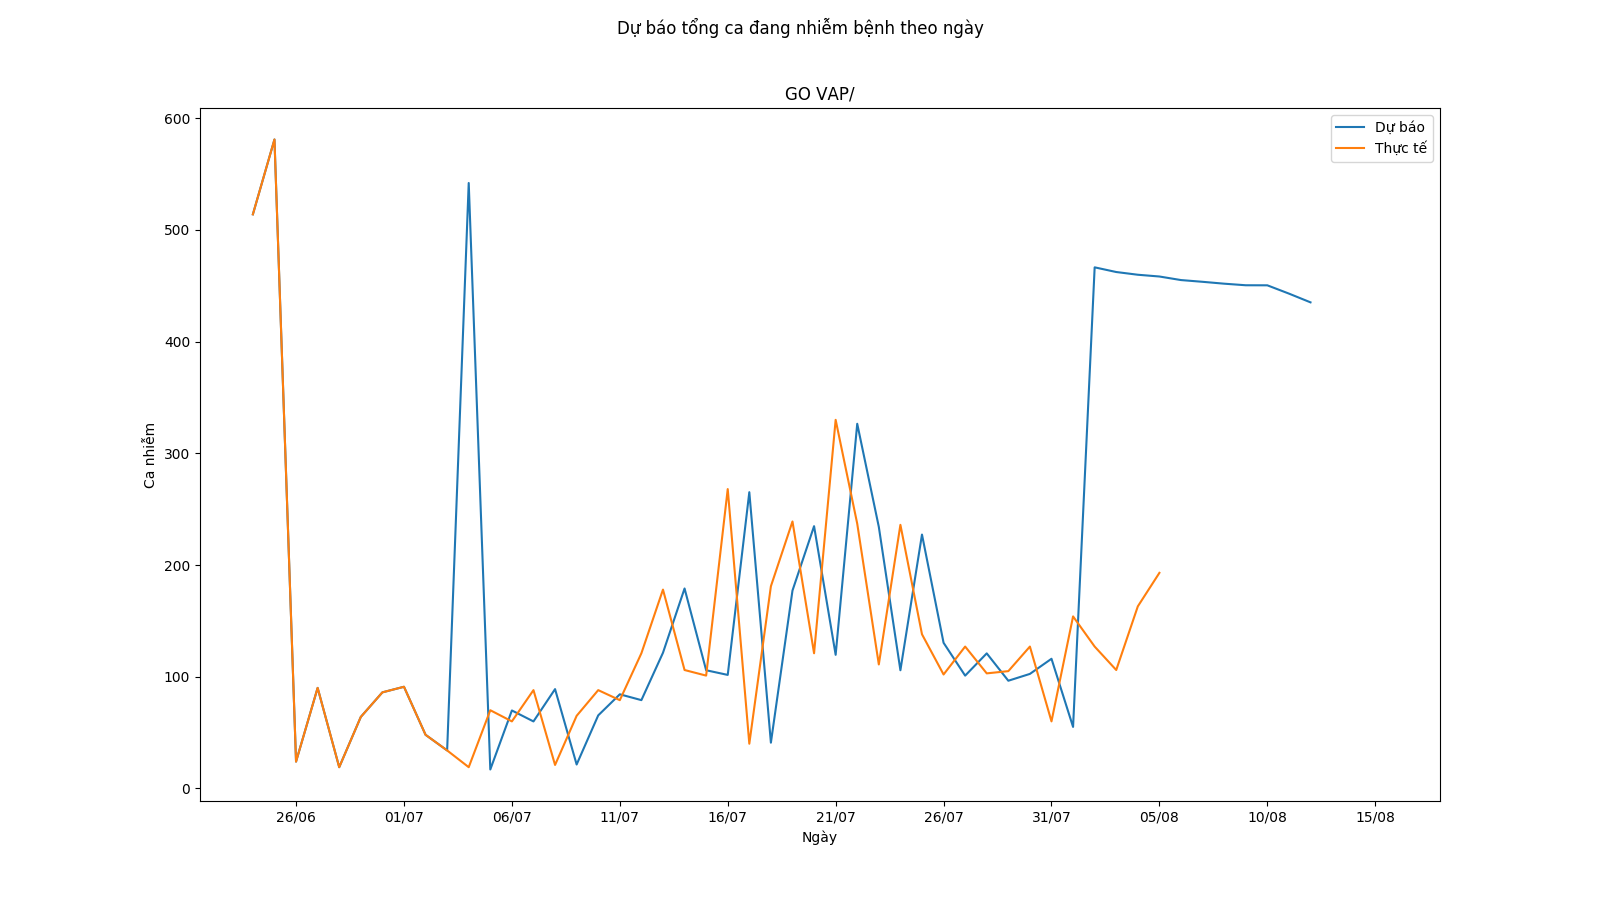 Dự báo tổng ca đang nhiễm bệnh theo ngày
GO VAP/
Dự báo
Thực tế
600
500
400
300
200
100
0
Ca nhiễm
26/06 01/07 06/07 11/07 16/07 21/07 26/07 31/07 05/08 10/08 15/08
Ngày